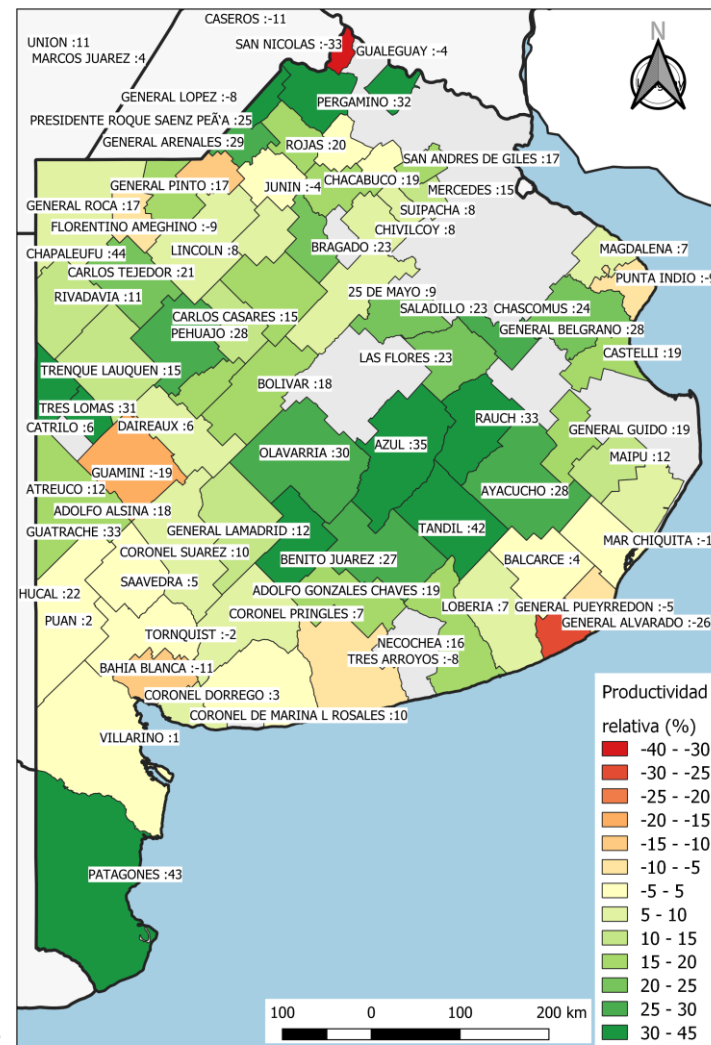 CASEROS :-11
UNION :11
SAN NICOLAS :-33
GUALEGUAY :-4
MARCOS JUAREZ :4
N
GENERAL LOPEZ :-8
PERGAMINO :32
PRESIDENTE ROQUE SAENZ PEÃ'A :25
GENERAL ARENALES :29
ROJAS :20
SAN ANDRES DE GILES :17
GENERAL PINTO :17
JUNIN :-4
CHACABUCO :19
MERCEDES :15
GENERAL ROCA :17
SUIPACHA :8
FLORENTINO AMEGHINO :-9
CHIVILCOY :8
LINCOLN :8
BRAGADO :23
MAGDALENA :7
CHAPALEUFU :44
CARLOS TEJEDOR :21
PUNTA INDIO :-9
RIVADAVIA :11
25 DE MAYO :9
CARLOS CASARES :15
SALADILLO :23
CHASCOMUS :24
PEHUAJO :28
GENERAL BELGRANO :28
LAS FLORES :23
CASTELLI :19
TRENQUE LAUQUEN :15
BOLIVAR :18
TRES LOMAS :31
RAUCH :33
CATRILO :6
DAIREAUX :6
GENERAL GUIDO :19
AZUL :35
OLAVARRIA :30
MAIPU :12
GUAMINI :-19
ATREUCO :12
AYACUCHO :28
ADOLFO ALSINA :18
GUATRACHE :33
GENERAL LAMADRID :12
TANDIL :42
MAR CHIQUITA :-1
CORONEL SUAREZ :10
BENITO JUAREZ :27
BALCARCE :4
SAAVEDRA :5
HUCAL :22
ADOLFO GONZALES CHAVES :19
CORONEL PRINGLES :7
LOBERIA :7
GENERAL PUEYRREDON :-5
PUAN :2
GENERAL ALVARADO :-26
TORNQUIST :-2
NECOCHEA :16
TRES ARROYOS :-8
BAHIA BLANCA :-11
CORONEL DORREGO :3
CORONEL DE MARINA L ROSALES :10
VILLARINO :1
PATAGONES :43
Productividad
relativa (%)
-40 - -30
-30 - -25
-25 - -20
-20 - -15
-15 - -10
-10 - -5
-5 - 5
5 - 10
10 - 15
15 - 20
20 - 25
25 - 30
30 - 45
100 0 100 200 km